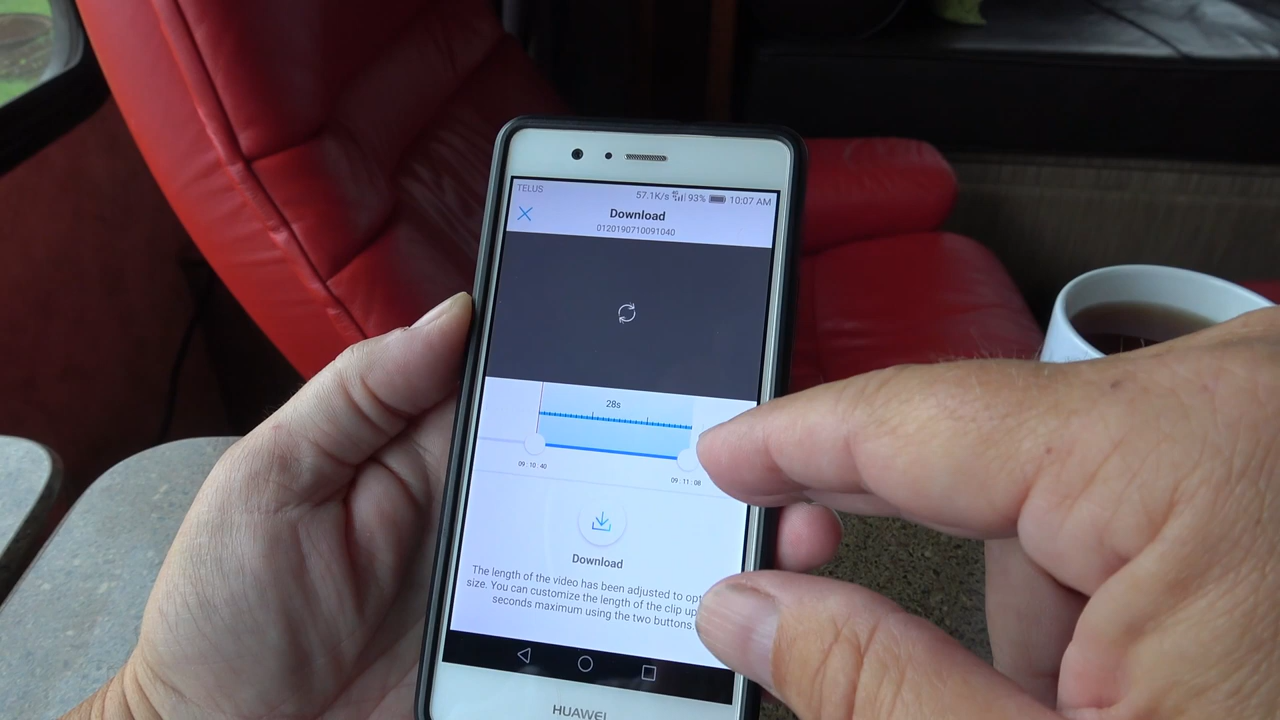 TELUS 57.1K/s 4G 93% 10:07 AM
Download
0120190710091040
28s
09:10:40
09:11:08
Download
The length of the video has been adjusted to
size. You can customize the length of the clip up
seconds maximum using the two buttons.
HUAWEI